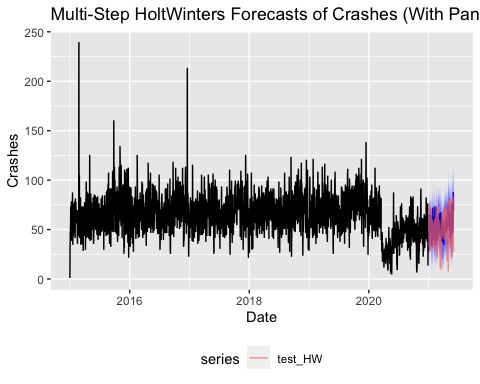 Multi-Step HoltWinters Forecasts of Crashes (With Pan
250
200
150
100
50
0
Crashes
2016
2018
2020
Date
series
test_HW